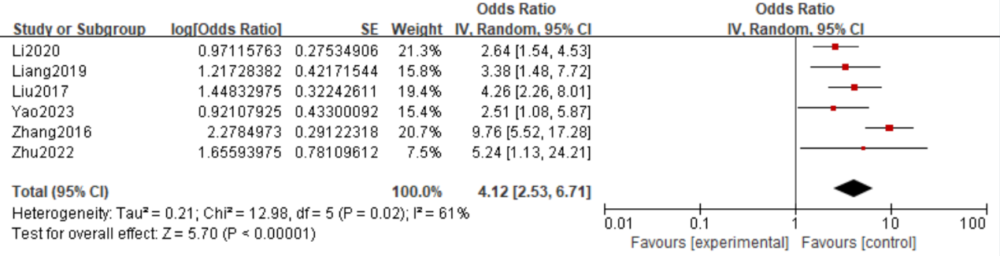 Odds Ratio Odds Ratio
Study or Subgroup log[Odds Ratio] SE Weight IV, Random, 95% CI IV, Random, 95% CI
Li2020 0.97115763 0.27534906 21.3% 2.64 [1.54, 4.53]
Liang2019 1.21728382 0.42171544 15.8% 3.38 [1.48, 7.72]
Liu2017 1.44832975 0.32242611 19.4% 4.26 [2.26, 8.01]
Yao2023 0.92107925 0.43300092 15.4% 2.51 [1.08, 5.87]
Zhang2016 2.2784973 0.29122318 20.7% 9.76 [5.52, 17.28]
Zhu2022 1.65593975 0.78109612 7.5% 5.24 [1.13, 24.21]
Total (95% CI) 100.0% 4.12 [2.53, 6.71]
Heterogeneity: Tau² = 0.21; Chi² = 12.98, df = 5 (P = 0.02); I² = 61%
Test for overall effect: Z = 5.70 (P < 0.00001)
0.01 0.1 1 10 100
Favours [experimental] Favours [control]